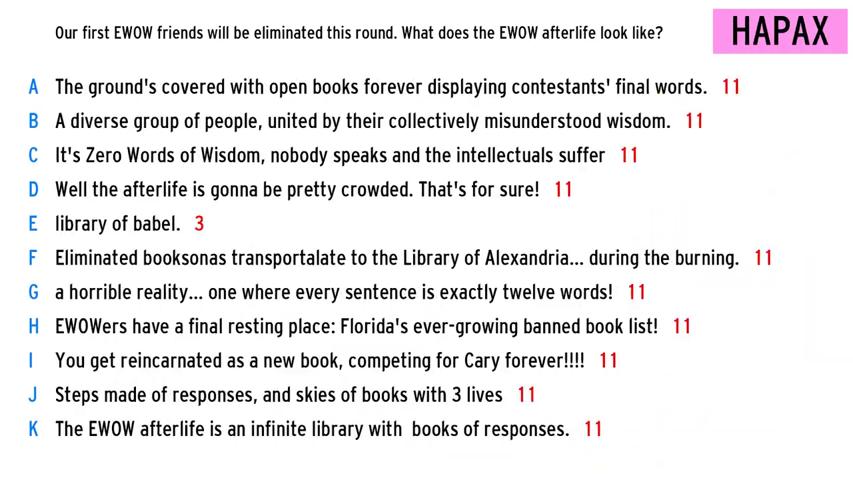 Our first EWOW friends will be eliminated this round. What does the EWOW afterlife look like?
HAPAX
A The ground's covered with open books forever displaying contestants' final words. 11
B A diverse group of people, united by their collectively misunderstood wisdom. 11
C It's Zero Words of Wisdom, nobody speaks and the intellectuals suffer 11
D Well the afterlife is gonna be pretty crowded. That's for sure! 11
E library of babel. 3
F Eliminated booksonas transportalate to the Library of Alexandria... during the burning. 11
G a horrible reality... one where every sentence is exactly twelve words! 11
H EWOWers have a final resting place: Florida's ever-growing banned book list! 11
I You get reincarnated as a new book, competing for Cary forever!!!! 11
J Steps made of responses, and skies of books with 3 lives 11
K The EWOW afterlife is an infinite library with  books of responses. 11